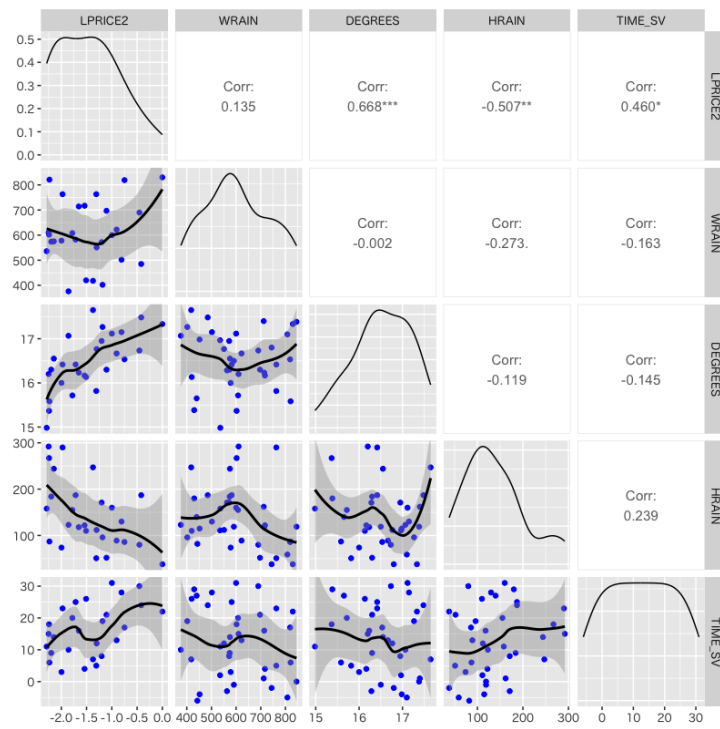 LPRICE2 WRAIN DEGREES HRAIN TIME_SV
0.5
0.4
0.3
0.2
0.1
0.0
Corr:
0.135
Corr:
0.668***
Corr:
-0.507**
Corr:
0.460*
LPRICE2
800
700
600
500
400
Corr:
-0.002
Corr:
-0.273.
Corr:
-0.163
WRAIN
17
16
15
Corr:
-0.119
Corr:
-0.145
DEGREES
300
200
100
Corr:
0.239
HRAIN
30
20
10
0
TIME_SV
-2.0 -1.5 -1.0 -0.5 0.0 400 500 600 700 800 15 16 17 100 200 300 0 10 20 30